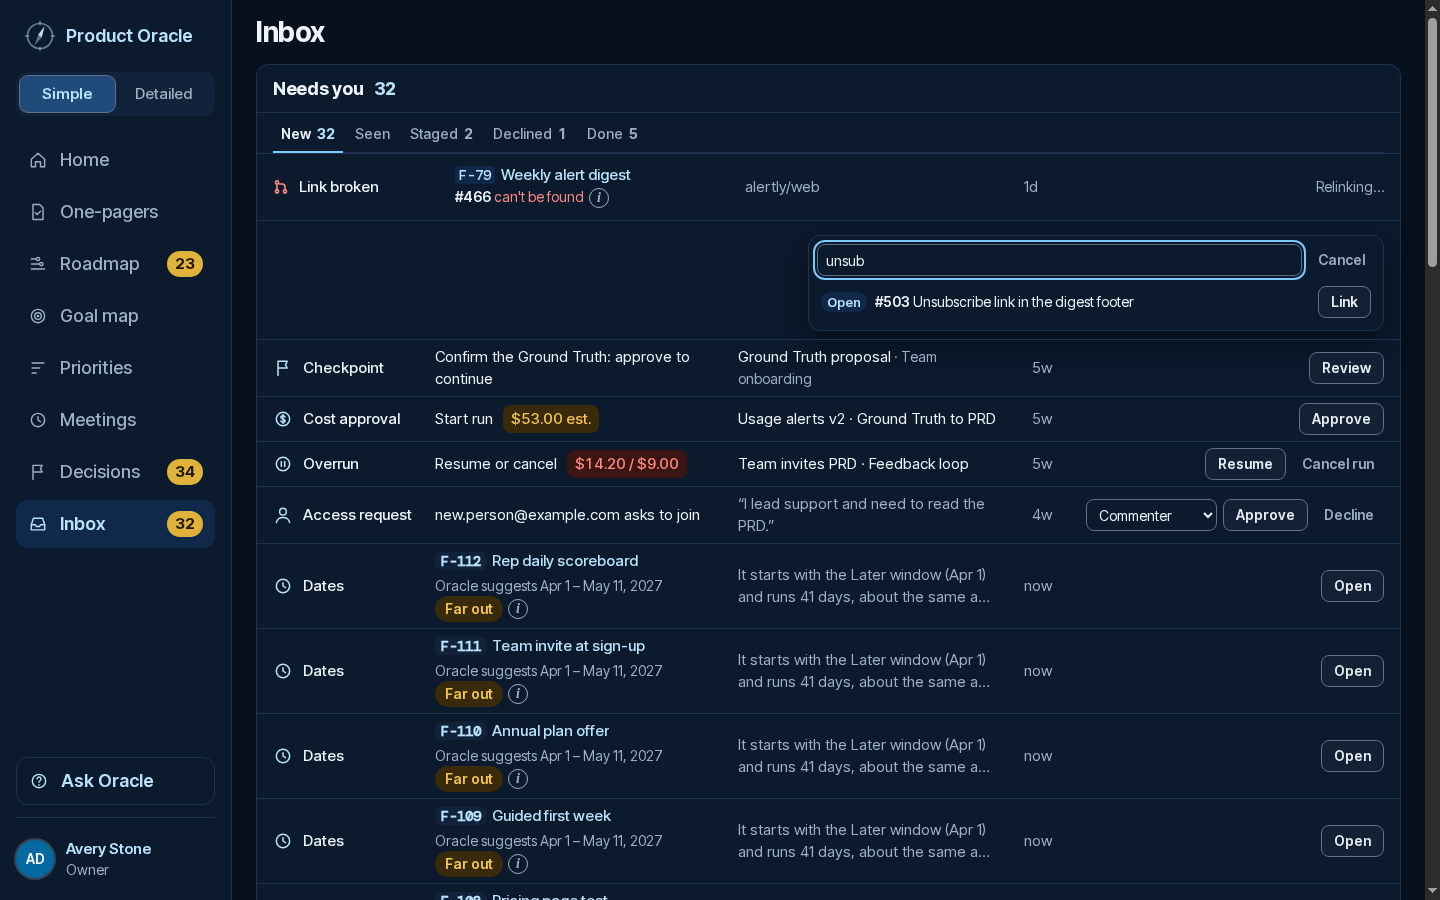 Product Oracle
Simple
Detailed
Home
One-pagers
Roadmap 23
Goal map
Priorities
Meetings
Decisions 34
Inbox 32
Ask Oracle
AD
Avery Stone
Owner
Inbox
Needs you 32
New 32 Seen Staged 2 Declined 1 Done 5
Link broken
F-79 Weekly alert digest
#466 can't be found i
alertly/web
1d
Relinking...
unsub
Cancel
Open #503 Unsubscribe link in the digest footer
Link
Checkpoint
Confirm the Ground Truth: approve to
continue
Ground Truth proposal · Team
onboarding
5w
Review
Cost approval
Start run $53.00 est.
Usage alerts v2 · Ground Truth to PRD
5w
Approve
Overrun
Resume or cancel $14.20 / $9.00
Team invites PRD · Feedback loop
5w
Resume
Cancel run
Access request
new.person@example.com asks to join
“I lead support and need to read the
PRD.”
4w
Commenter
Approve
Decline
Dates
F-112 Rep daily scoreboard
Oracle suggests Apr 1 – May 11, 2027
Far out i
It starts with the Later window (Apr 1)
and runs 41 days, about the same a...
now
Open
Dates
F-111 Team invite at sign-up
Oracle suggests Apr 1 – May 11, 2027
Far out i
It starts with the Later window (Apr 1)
and runs 41 days, about the same a...
now
Open
Dates
F-110 Annual plan offer
Oracle suggests Apr 1 – May 11, 2027
Far out i
It starts with the Later window (Apr 1)
and runs 41 days, about the same a...
now
Open
Dates
F-109 Guided first week
Oracle suggests Apr 1 – May 11, 2027
Far out i
It starts with the Later window (Apr 1)
and runs 41 days, about the same a...
now
Open
F-108 Pricing page test